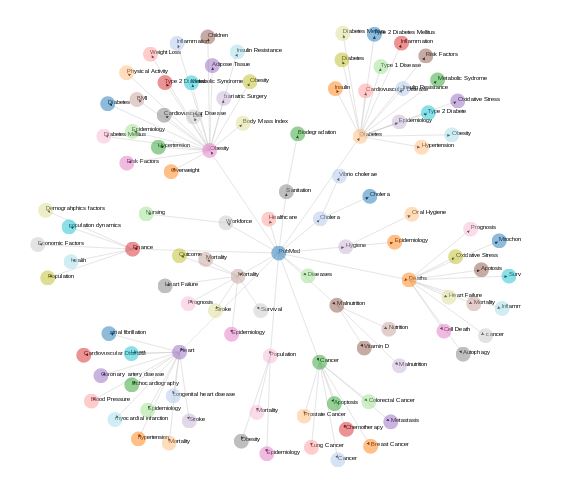 Children
Inflammation
Weight Loss
Insulin Resistance
Adipose Tissue
Physical Activity
Type 2 Diabetes
Metabolic Syndrome
Obesity
BMI
Diabetes
Bariatric Surgery
Cardiovascular Disease
Body Mass Index
Epidemiology
Diabetes Mellitus
Hypertension
Obesity
Risk Factors
Overweight
Diabetes Mellitus
Type 2 Diabetes Mellitus
Inflammation
Risk Factors
Diabetes
Type 1 Disease
Metabolic Sydrome
Insulin
Cardiovascular Disease
Insulin Resistance
Oxidative Stress
Type 2 Diabete
Epidemiology
Diabetes
Obesity
Hypertension
Biodegradation
Vibrio cholerae
Sanitation
Cholera
Nursing
Workforce
Healthcare
Cholera
Oral Hygiene
Hygiene
Epidemiology
PubMed
Diseases
Demorahphics factors
population dynamics
Economic Factors
Finance
Health
Population
Outcome
Mortality
Mortality
Heart Failure
Prognosis
Stroke
Survival
Epidemiology
Prognosis
Mitochon
Oxidative Stress
Apotosis
Surv
Deaths
Heart Failure
Mortality
Inflamm
Cell Death
cancer
Autophagy
Malnutrition
Nutrition
Vitamin D
Malnutrition
atrial fibrillation
Cardiovascular Disease
Heart
Coronary artery disease
Echocardiography
Congenital heart disease
Blood Pressure
Epidemiology
myocardial infarction
Stroke
Hypertension
Mortality
Population
Mortality
Obesity
Epidemiology
Cancer
Apoptosis
Colorectal Cancer
Prostate Cancer
Metastasis
Chemotherapy
Lung Cancer
Breast Cancer
Cancer